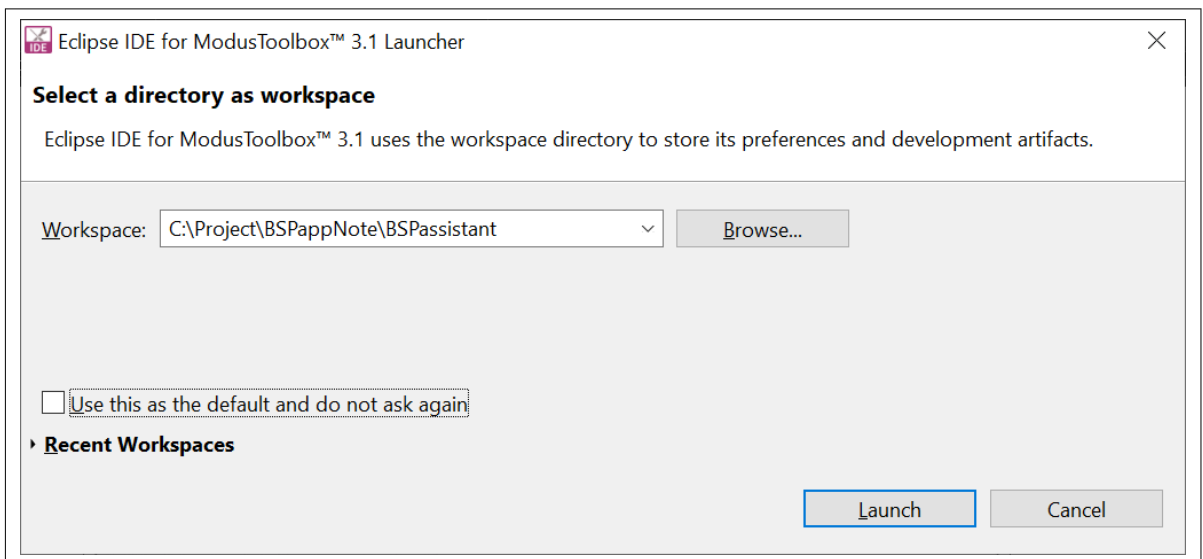 IDE Eclipse IDE for ModusToolbox™ 3.1 Launcher
Select a directory as workspace
Eclipse IDE for ModusToolbox™ 3.1 uses the workspace directory to store its preferences and development artifacts.
Workspace: C:\Project\BSPappNote\BSPassistant Browse...
Use this as the default and do not ask again
Recent Workspaces
Launch Cancel